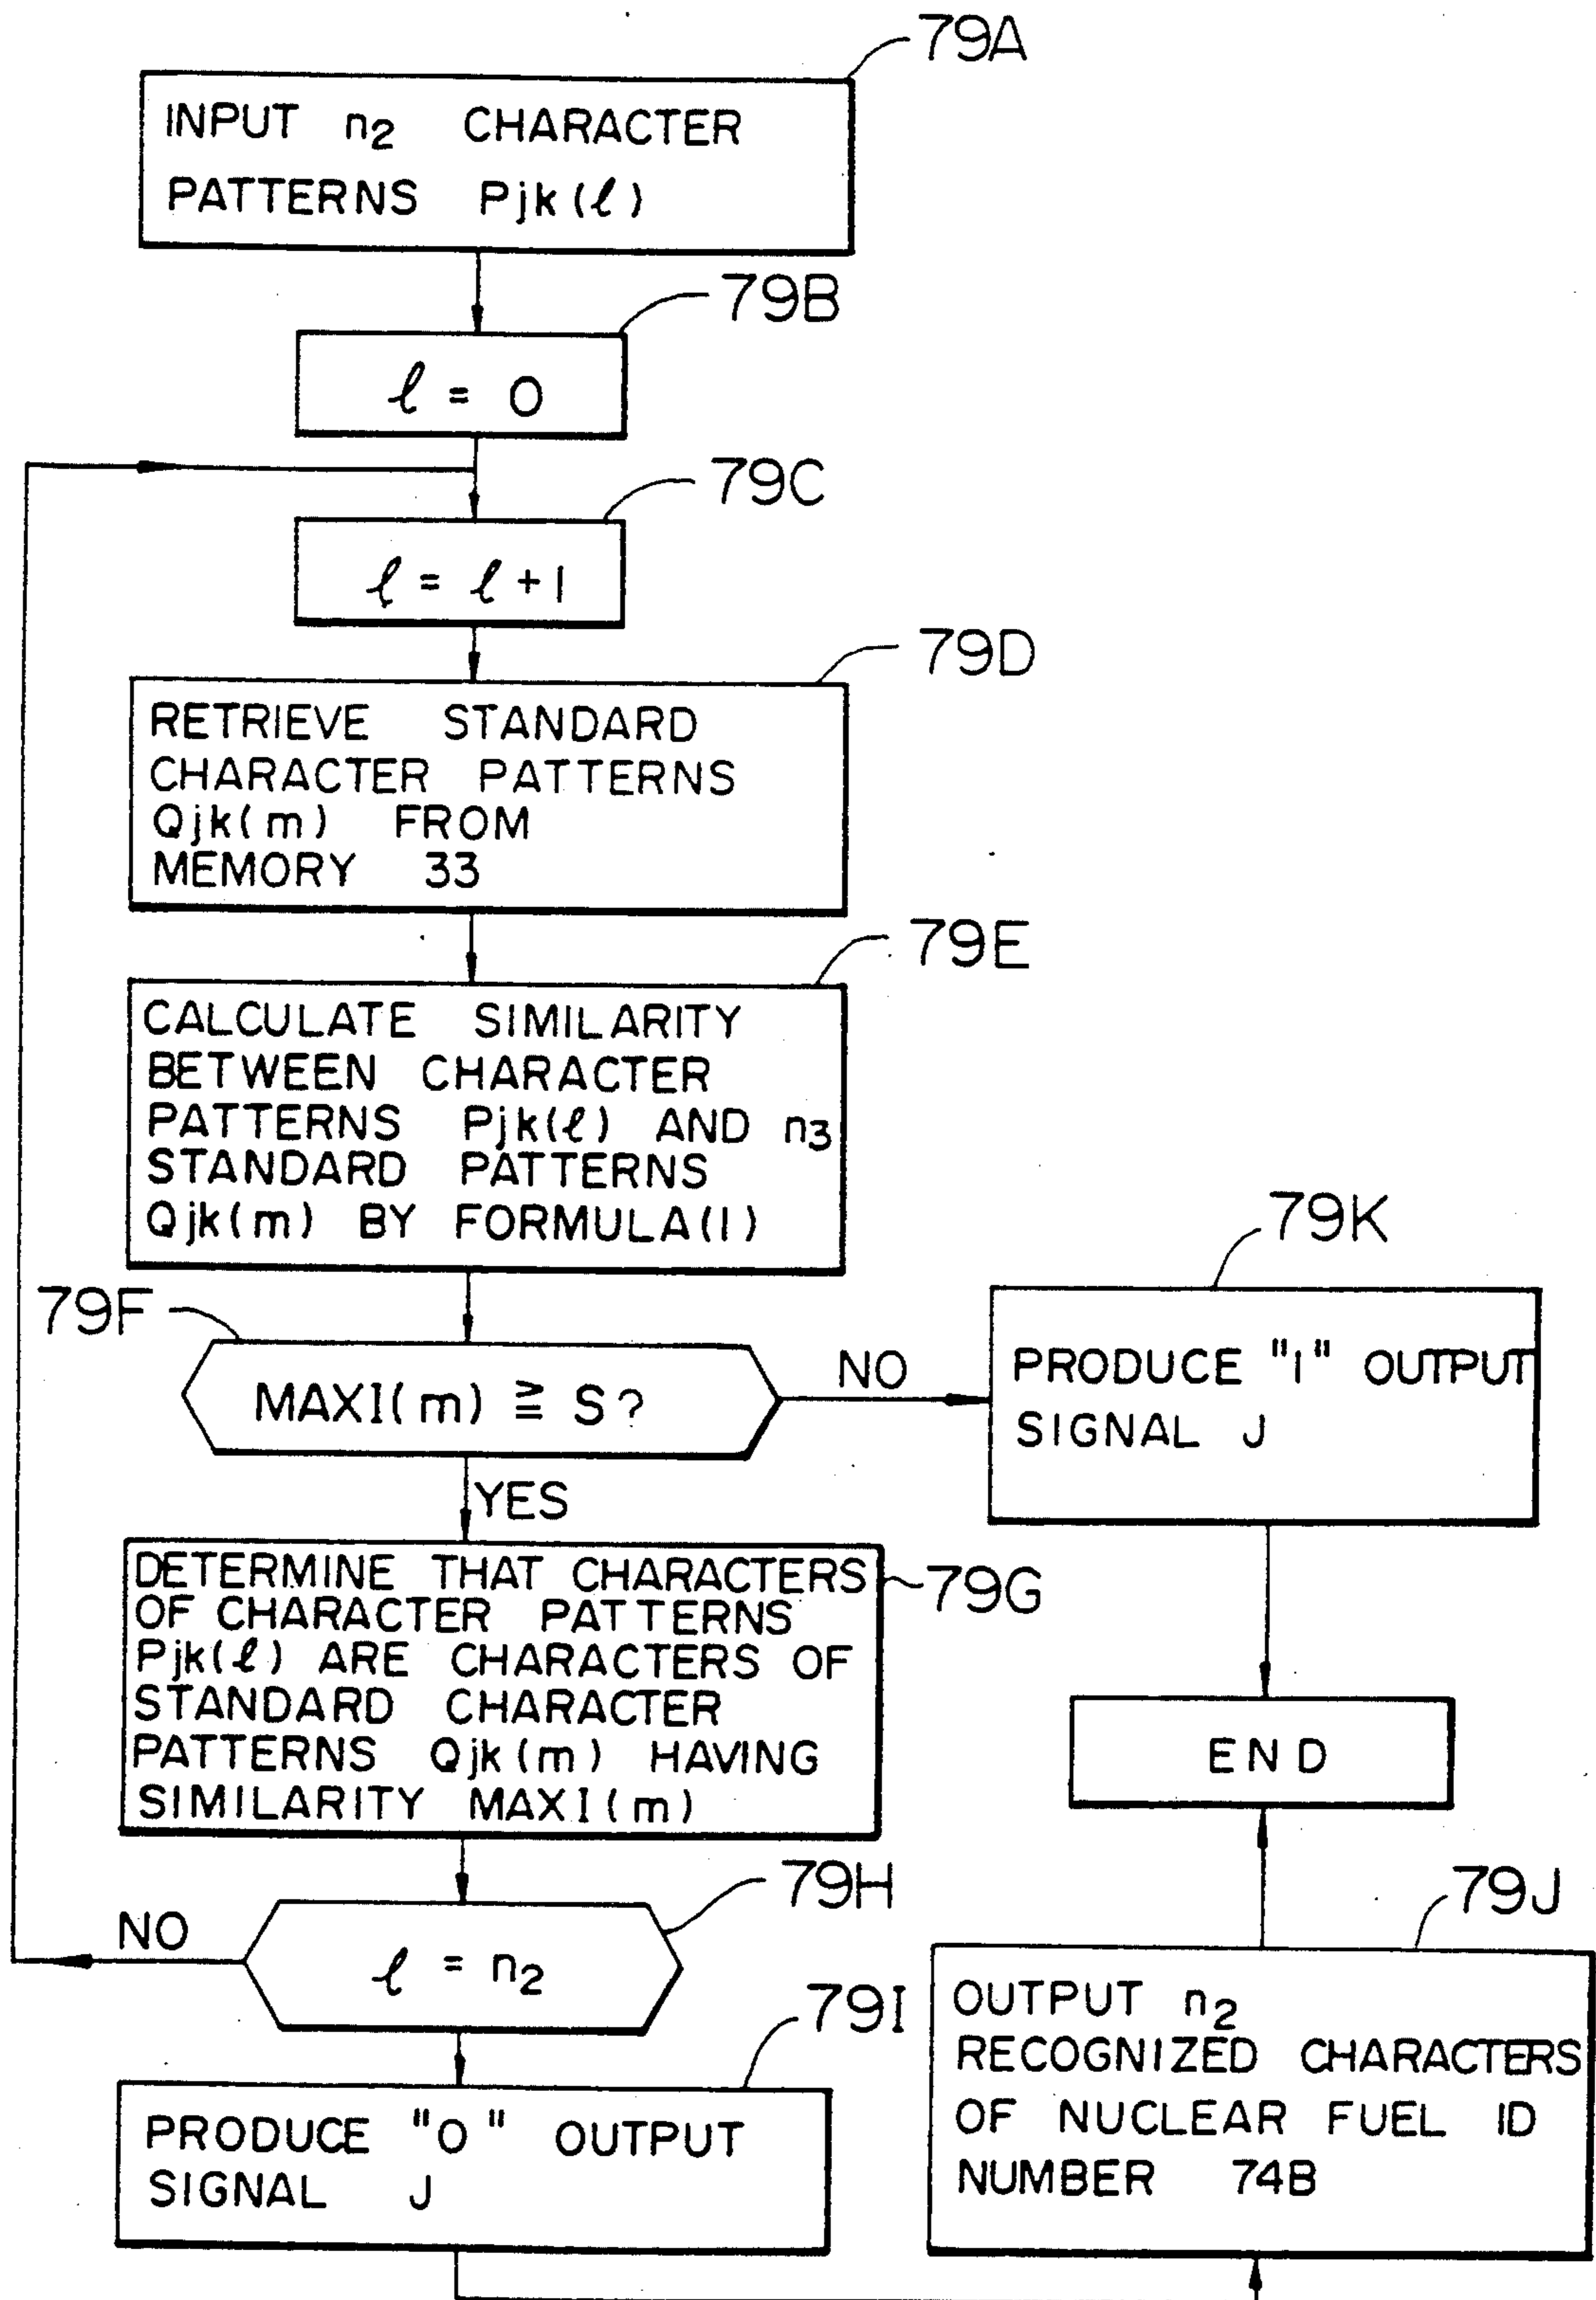 79A
INPUT n2 CHARACTER
PATTERNS Pjk(ℓ)
79B
ℓ = 0
79C
ℓ = ℓ+1
79D
RETRIEVE STANDARD
CHARACTER PATTERNS
Qjk(m) FROM
MEMORY 33
79E
CALCULATE SIMILARITY
BETWEEN CHARACTER
PATTERNS Pjk(ℓ) AND n3
STANDARD PATTERNS
Qjk(m) BY FORMULA(1)
79F
MAXI(m) ≧ S?
NO
79K
PRODUCE "1" OUTPUT
SIGNAL J
YES
DETERMINE THAT CHARACTERS
OF CHARACTER PATTERNS
Pjk(ℓ) ARE CHARACTERS OF
STANDARD CHARACTER
PATTERNS Qjk(m) HAVING
SIMILARITY MAXI(m)
79G
END
79H
NO
ℓ = n2
79I
PRODUCE "0" OUTPUT
SIGNAL J
79J
OUTPUT n2
RECOGNIZED CHARACTERS
OF NUCLEAR FUEL ID
NUMBER 74B